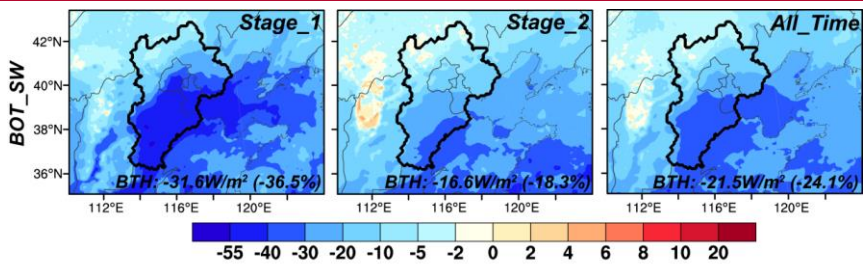 Stage_1 Stage_2 All_Time
BOT_SW
42°N
40°N
38°N
36°N
BTH: -31.6W/m² (-36.5%) BTH: -16.6W/m² (-18.3%) BTH: -21.5W/m² (-24.1%)
112°E 116°E 120°E 112°E 116°E 120°E 112°E 116°E 120°E
-55 -40 -30 -20 -10 -5 -2 0 2 4 6 8 10 20